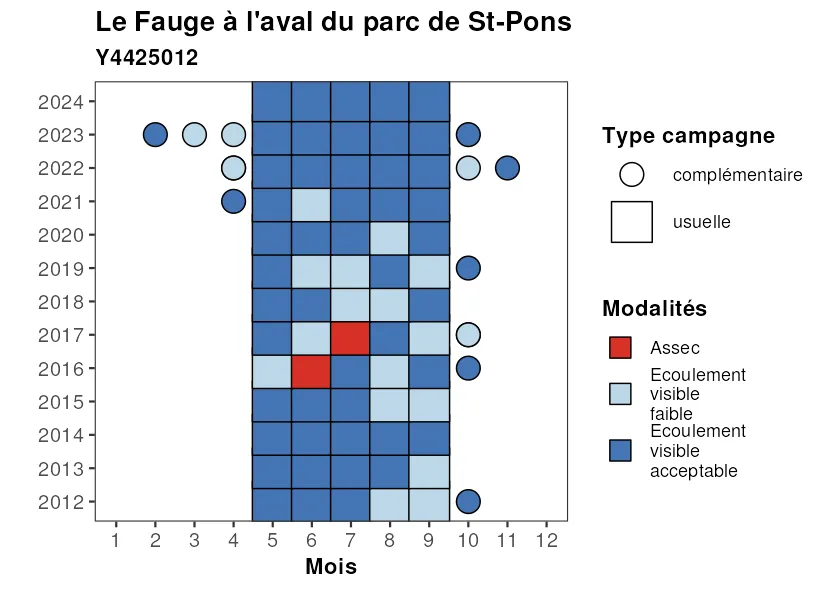 Le Fauge à l'aval du parc de St-Pons
Y4425012
2024
2023
2022
2021
2020
2019
2018
2017
2016
2015
2014
2013
2012
1 2 3 4 5 6 7 8 9 10 11 12
Mois
Type campagne
complémentaire
usuelle
Modalités
Assec
Ecoulement
visible
faible
Ecoulement
visible
acceptable